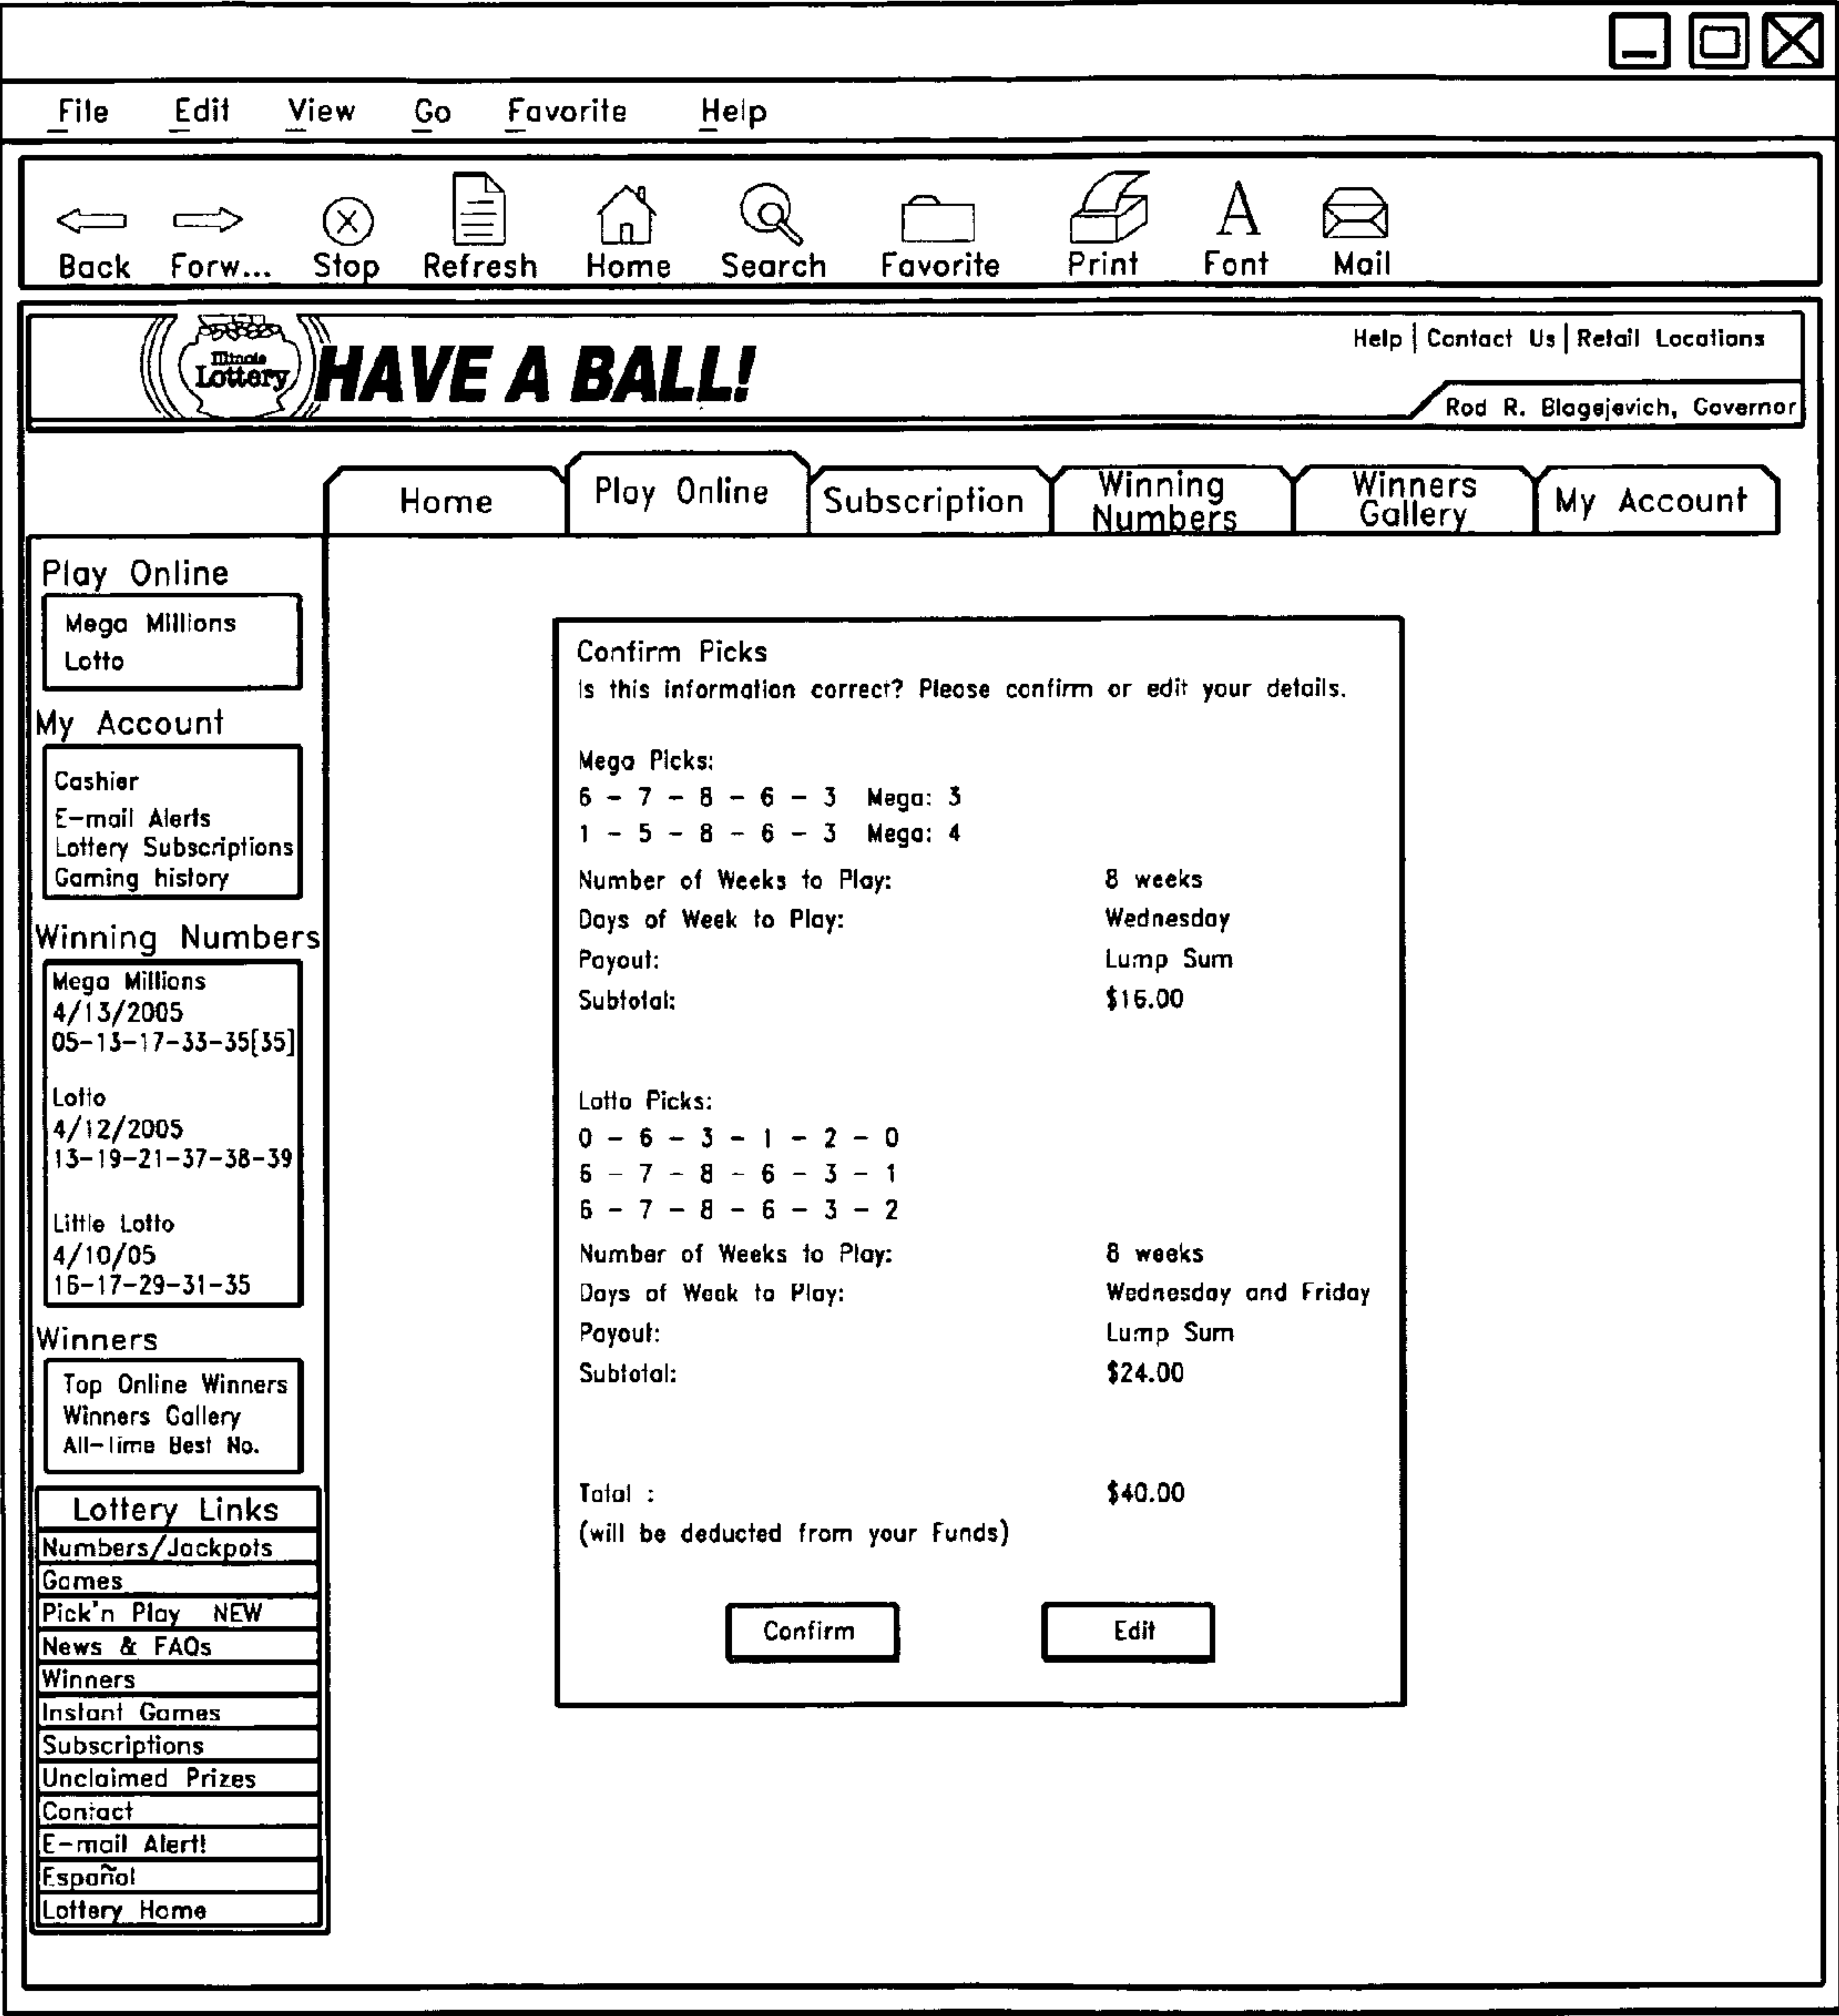 File Edit View Go Favorite Help
Back Forw... Stop Refresh Home Search Favorite Print Font Mail
Illinois
Lottery
HAVE A BALL!
Help | Contact Us | Retail Locations
Rod R. Blagejevich, Governor
Home
Play Online
Subscription
Winning
Numbers
Winners
Gallery
My Account
Play Online
Mega Millions
Lotto
My Account
Cashier
E-mail Alerts
Lottery Subscriptions
Gaming history
Winning Numbers
Mega Millions
4/13/2005
05-13-17-33-35[35]
Lotto
4/12/2005
13-19-21-37-38-39
Little Lotto
4/10/05
16-17-29-31-35
Winners
Top Online Winners
Winners Gallery
All-time Best No.
Lottery Links
Numbers/Jackpots
Games
Pick'n Play NEW
News & FAQs
Winners
Instant Games
Subscriptions
Unclaimed Prizes
Contact
E-mail Alert!
Español
Lottery Home
Confirm Picks
Is this information correct? Please confirm or edit your details.
Mega Picks:
6 - 7 - 8 - 6 - 3 Mega: 3
1 - 5 - 8 - 6 - 3 Mega: 4
Number of Weeks to Play: 8 weeks
Days of Week to Play: Wednesday
Payout: Lump Sum
Subtotal: $16.00
Lotto Picks:
0 - 6 - 3 - 1 - 2 - 0
6 - 7 - 8 - 6 - 3 - 1
6 - 7 - 8 - 6 - 3 - 2
Number of Weeks to Play: 8 weeks
Days of Week to Play: Wednesday and Friday
Payout: Lump Sum
Subtotal: $24.00
Total : $40.00
(will be deducted from your Funds)
Confirm
Edit